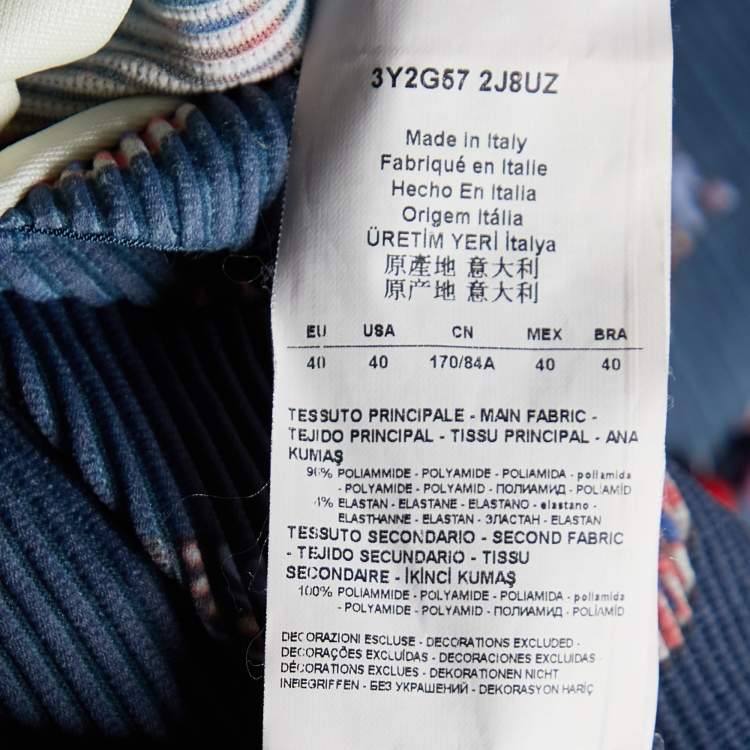 3Y2G57 2J8UZ
Made in Italy
Fabriqué en Italie
Hecho En Italia
Origem Itália
ÜRETİM YERİ İtalya
原產地 意大利
原产地 意大利
EU USA CN MEX BRA
40 40 170/84A 40 40
TESSUTO PRINCIPALE - MAIN FABRIC -
TEJIDO PRINCIPAL - TISSU PRINCIPAL - ANA
KUMAŞ
POLIAMMIDE - POLYAMIDE - POLIAMIDA - poliamida
- POLYAMIDE - POLYAMID - ПОЛИАМИД - POLİAMİD
ELASTAN - ELASTANE - ELASTANO - elastano -
ELASTHANNE - ELASTAN - ЭЛАСТАН - ELASTAN
TESSUTO SECONDARIO - SECOND FABRIC
- TEJIDO SECUNDARIO - TISSU
SECONDAIRE - İKİNCİ KUMAŞ
100% POLIAMMIDE - POLYAMIDE - POLIAMIDA - poliamida
- POLYAMIDE - POLYAMID - ПОЛИАМИД - POLİAMİD
DECORAZIONI ESCLUSE - DECORATIONS EXCLUDED -
DECORAÇÕES EXCLUÍDAS - DECORACIONES EXCLUIDAS
DÉCORATIONS EXCLUES - DEKORATIONEN NICHT
INBEGRIFFEN - БЕЗ УКРАШЕНИЙ - DEKORASYON HARİÇ